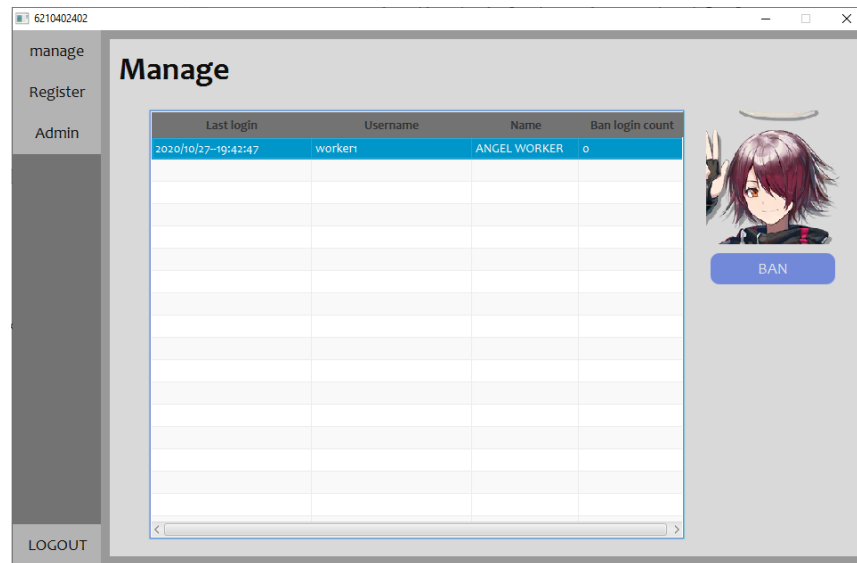 6210402402
manage
Register
Admin
LOGOUT
Manage
Last login Username Name Ban login count
2020/10/27--19:42:47 worker1 ANGEL WORKER 0
BAN